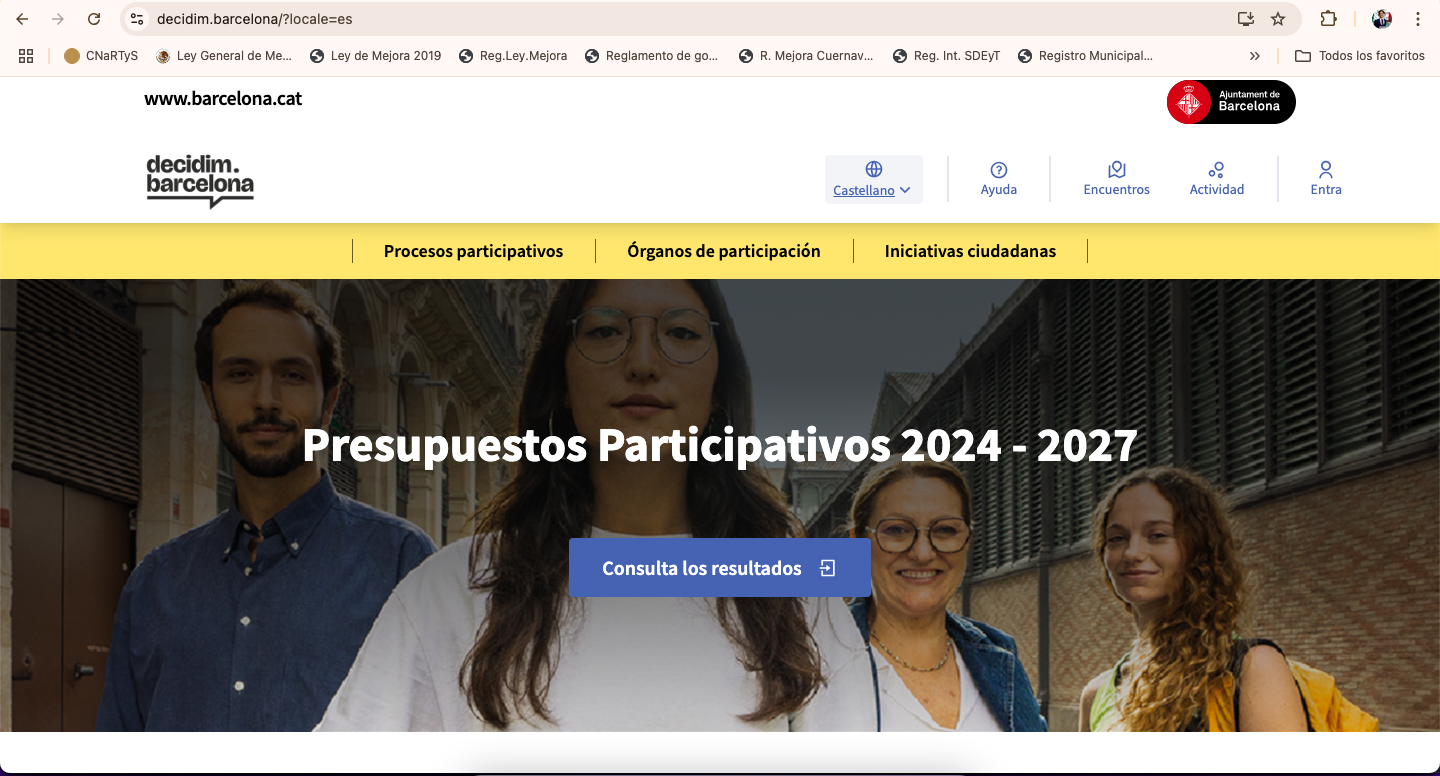 decidim.barcelona/?locale=es
CNaRTyS
Ley General de Me...
Ley de Mejora 2019
Reg.Ley.Mejora
Reglamento de go...
R. Mejora Cuernav...
Reg. Int. SDEyT
Registro Municipal...
Todos los favoritos
www.barcelona.cat
Ajuntament de
Barcelona
decidim.
barcelona
Castellano
Ayuda
Encuentros
Actividad
Entra
Procesos participativos
Órganos de participación
Iniciativas ciudadanas
Presupuestos Participativos 2024 - 2027
Consulta los resultados